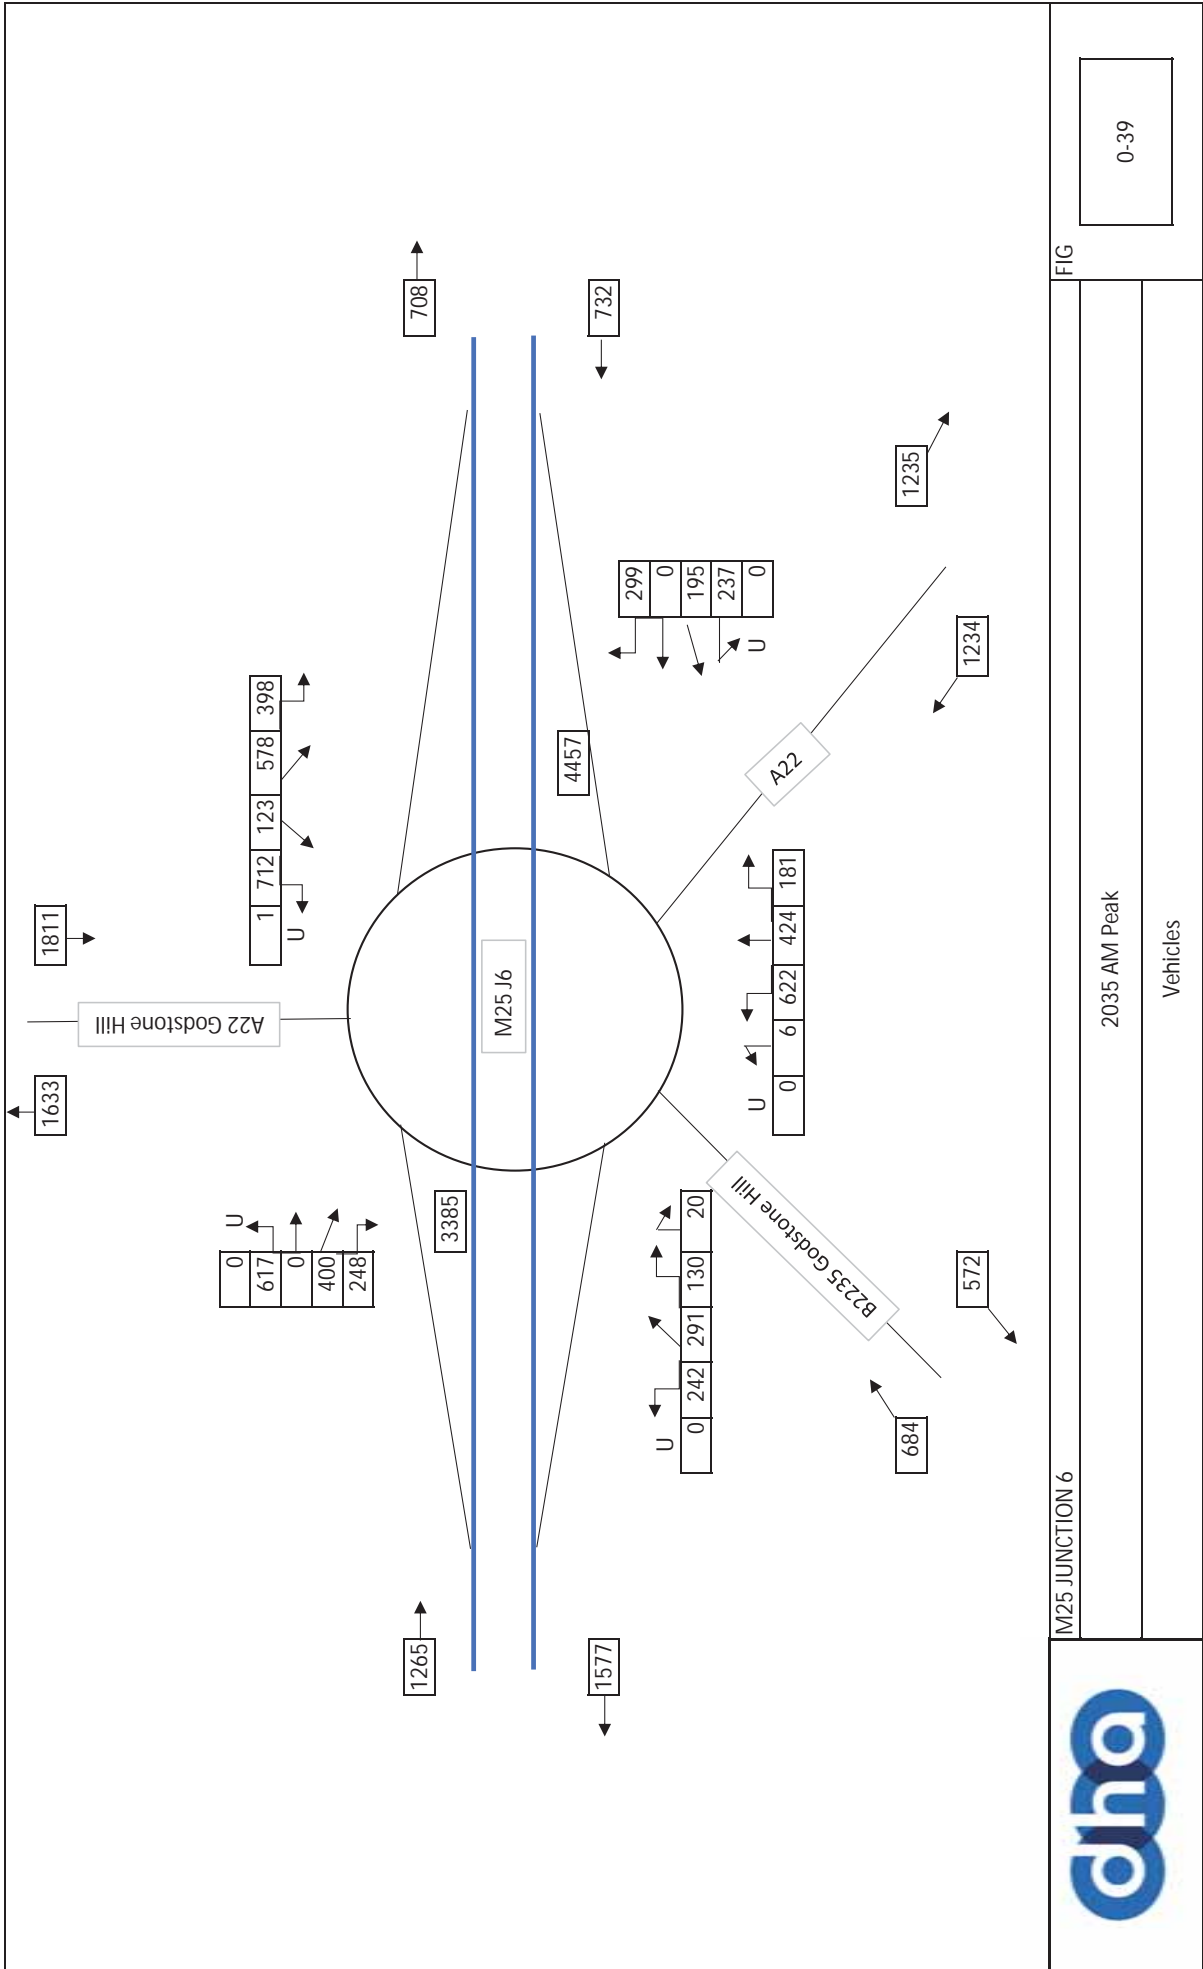 1633
1811
A22 Godstone Hill
U
0
617
0
400
248
1 712 123 578 398
U
1265
3385
708
M25 J6
1577
4457
732
299
0
195
237
0
U
U
0 242 291 130 20
U
0 6 622 424 181
A22
B2235 Godstone Hill
684
572
1234
1235
dha
M25 JUNCTION 6
2035 AM Peak
Vehicles
FIG
0-39